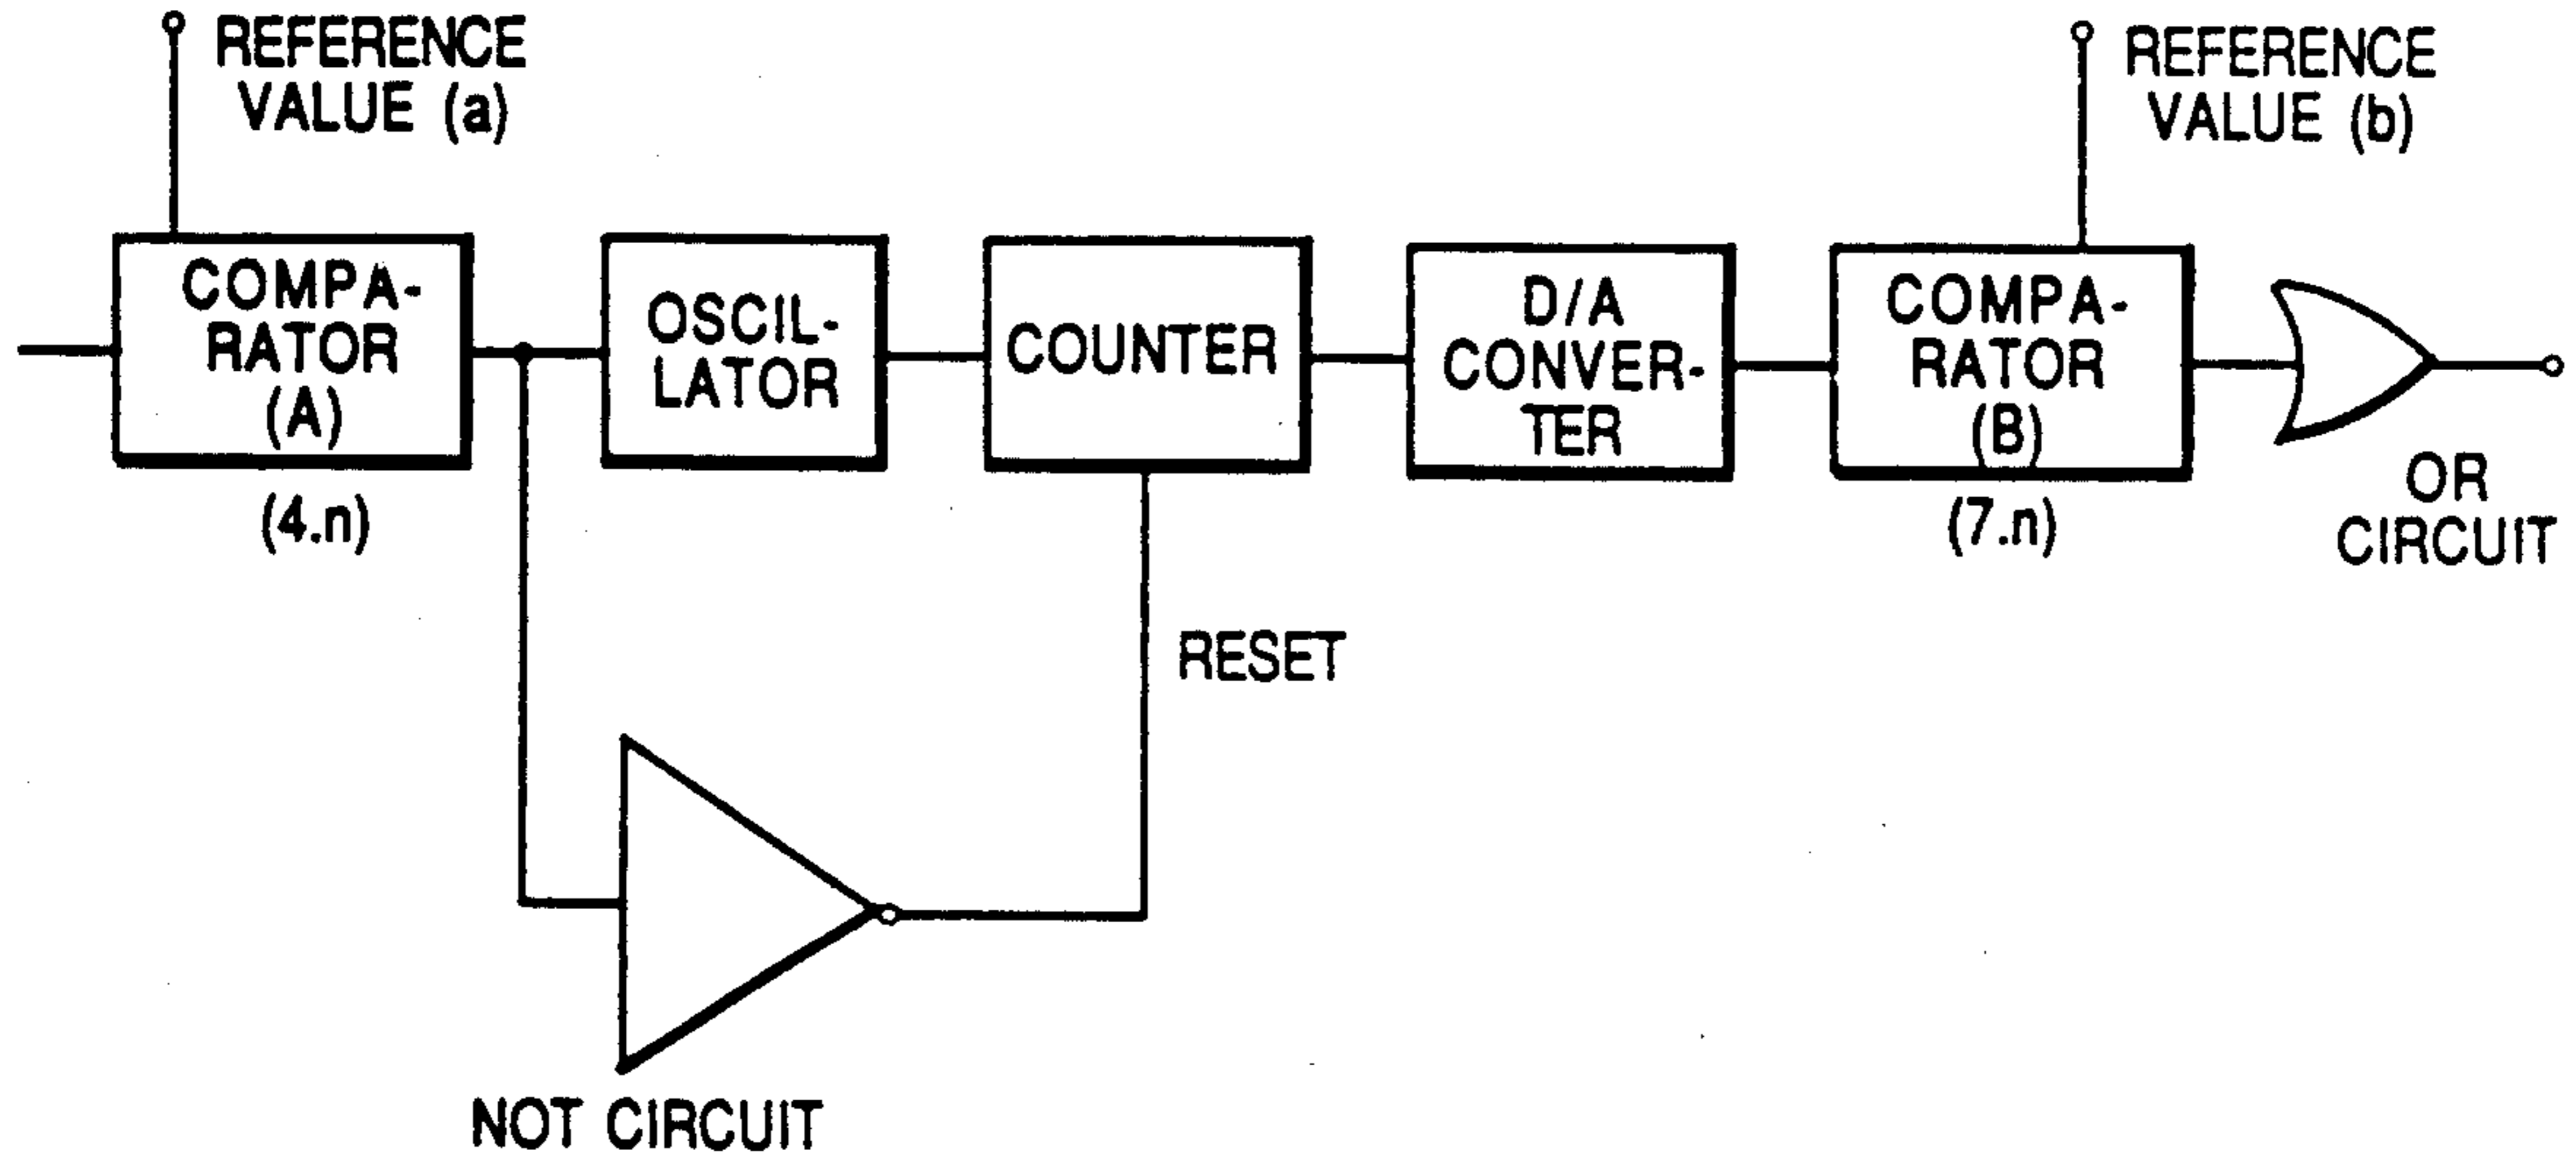 REFERENCE
VALUE (a)
REFERENCE
VALUE (b)
COMPA-
RATOR
(A)
OSCIL-
LATOR
COUNTER
D/A
CONVER-
TER
COMPA-
RATOR
(B)
(4.n)
(7.n)
OR
CIRCUIT
RESET
NOT CIRCUIT